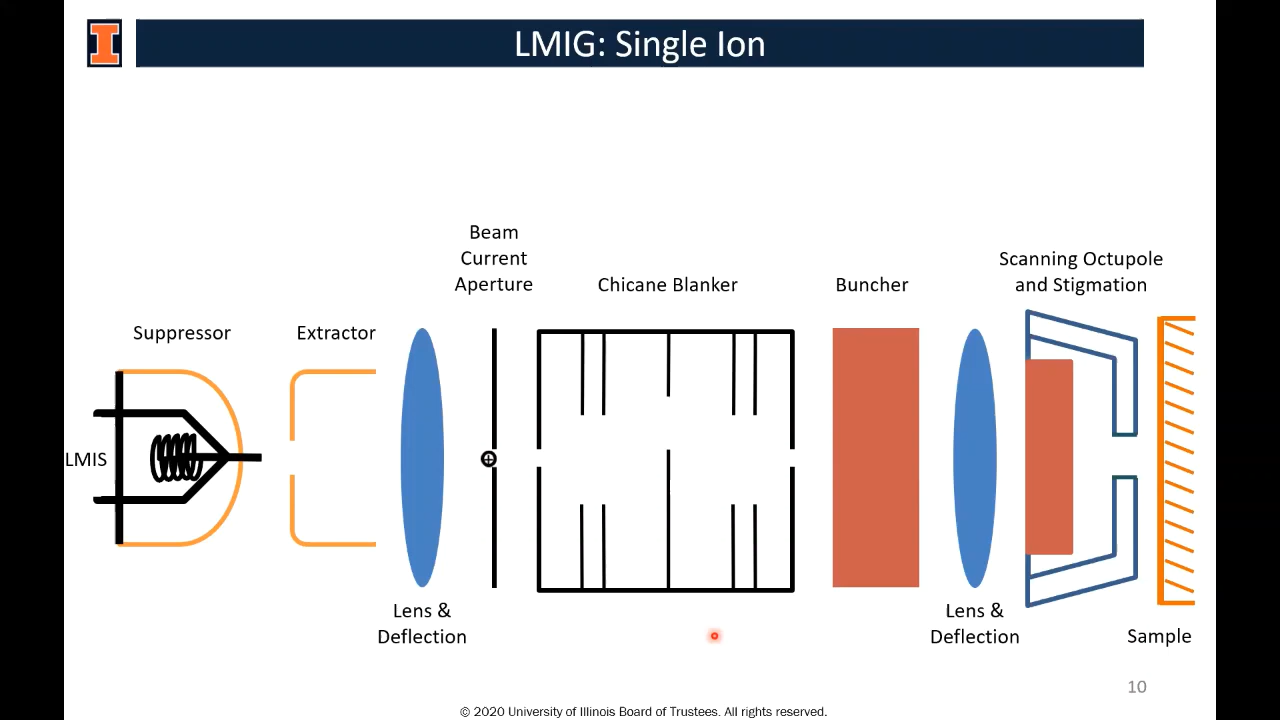 LMIG: Single Ion
Beam
Current
Aperture
Scanning Octupole
and Stigmation
Chicane Blanker
Buncher
Suppressor
Extractor
LMIS
Lens &
Deflection
Lens &
Deflection
Sample
10
© 2020 University of Illinois Board of Trustees. All rights reserved.